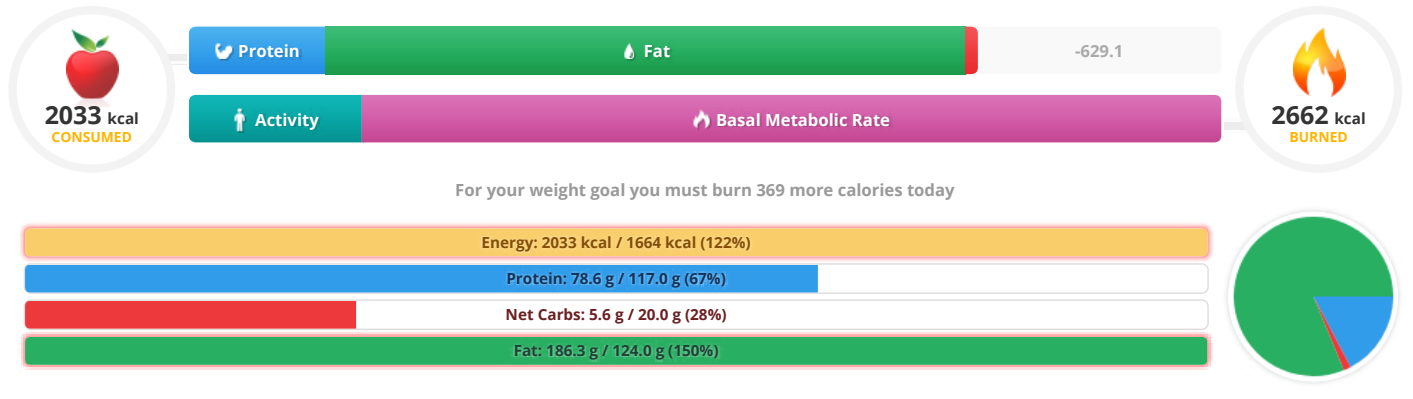 Protein
Fat
-629.1
2033 kcal
CONSUMED
2662 kcal
BURNED
Activity
Basal Metabolic Rate
For your weight goal you must burn 369 more calories today
Energy: 2033 kcal / 1664 kcal (122%)
Protein: 78.6 g / 117.0 g (67%)
Net Carbs: 5.6 g / 20.0 g (28%)
Fat: 186.3 g / 124.0 g (150%)